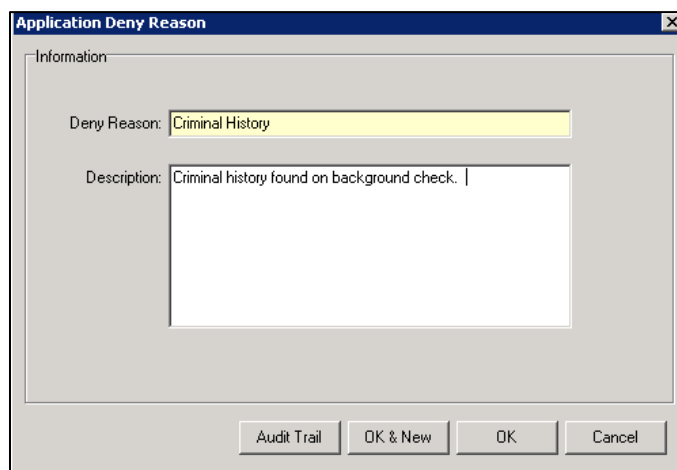 Application Deny Reason
Information
Deny Reason: Criminal History
Description: Criminal history found on background check.
Audit Trail OK & New OK Cancel